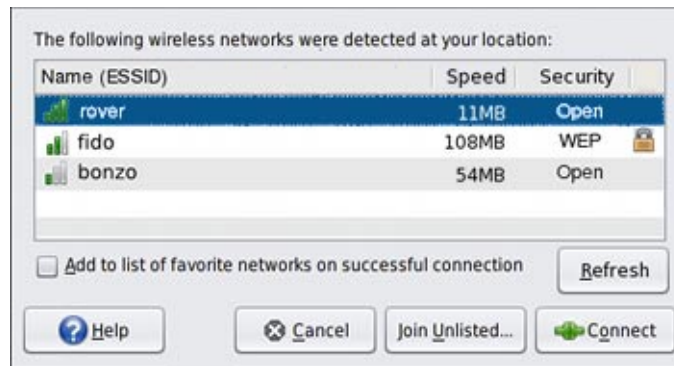 The following wireless networks were detected at your location:
Name (ESSID) Speed Security
rover 11MB Open
fido 108MB WEP
bonzo 54MB Open
Add to list of favorite networks on successful connection
Refresh
Help Cancel Join Unlisted... Connect